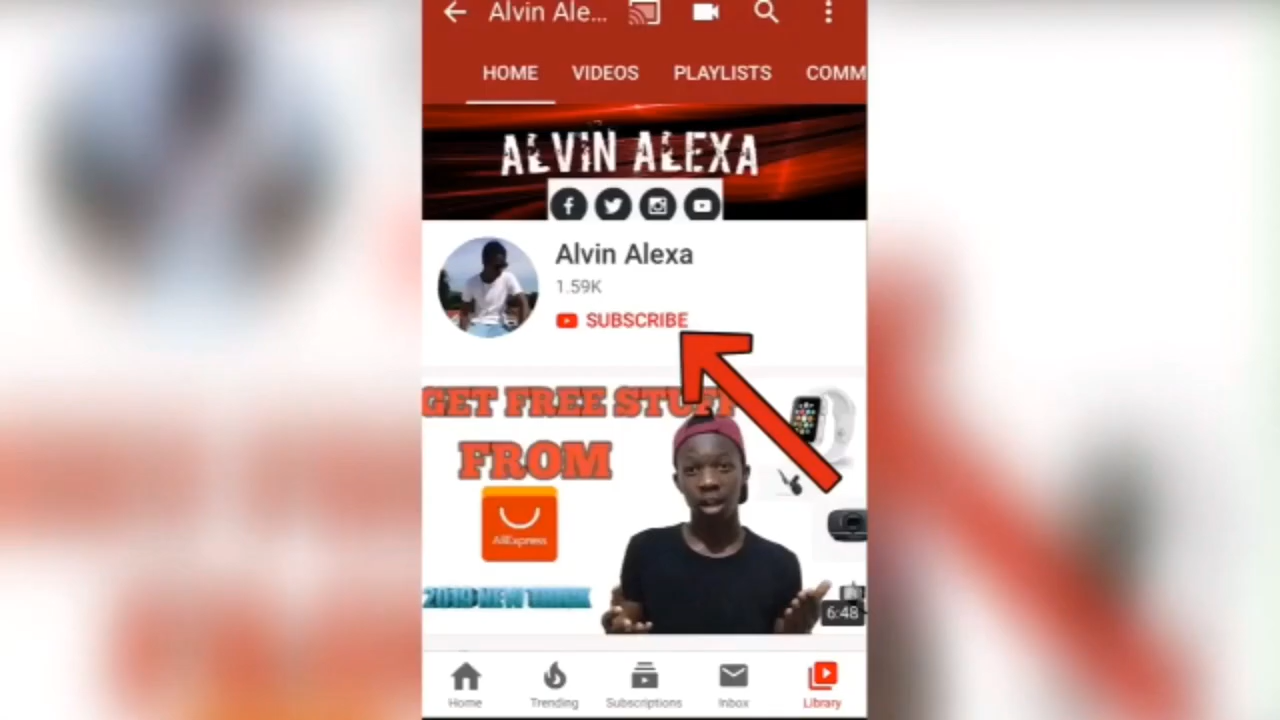 Alvin Ale...
HOME VIDEOS PLAYLISTS COMM
ALVIN ALEXA
Alvin Alexa
1.59K
SUBSCRIBE
GET FREE STUFF
FROM
AliExpress
6:48
Home Trending Subscriptions Inbox Library